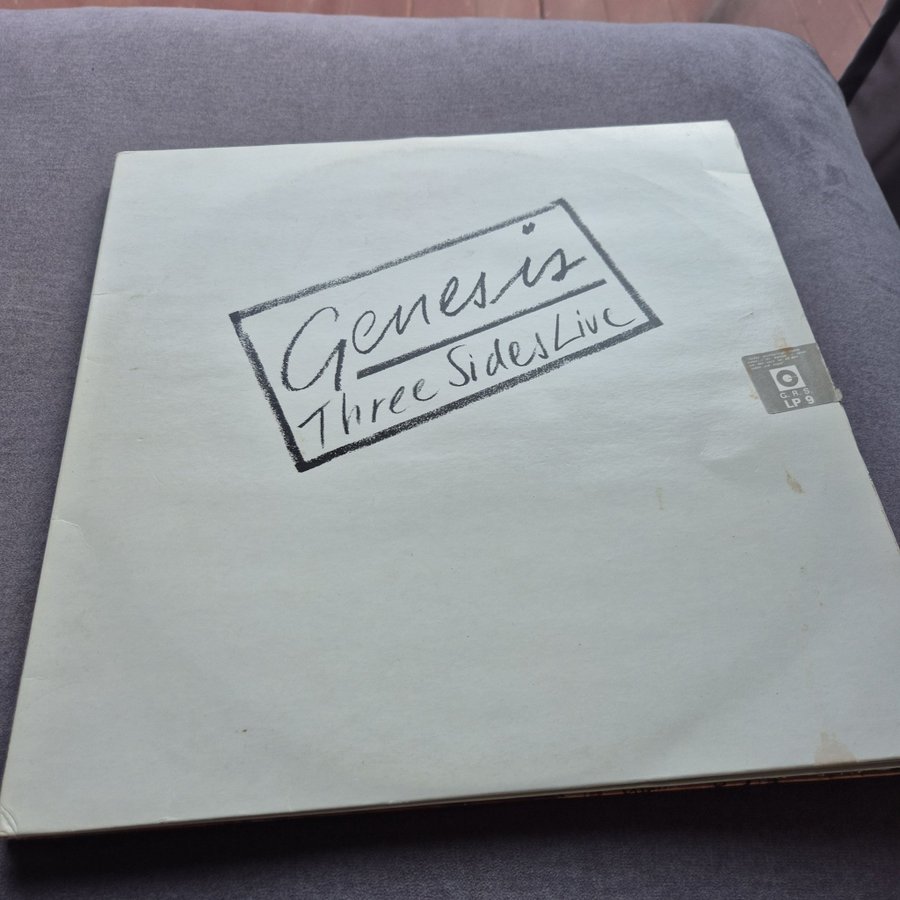 Genesis
Three Sides Live
G.R.S.
LP 9